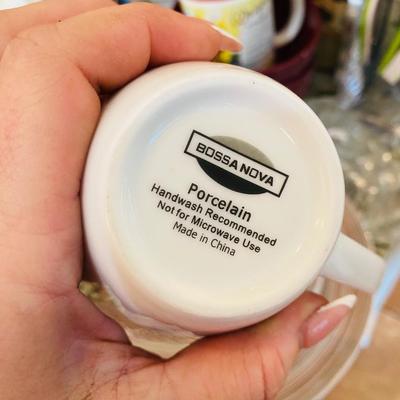 BOSSA NOVA
Porcelain
Handwash Recommended
Not for Microwave Use
Made in China